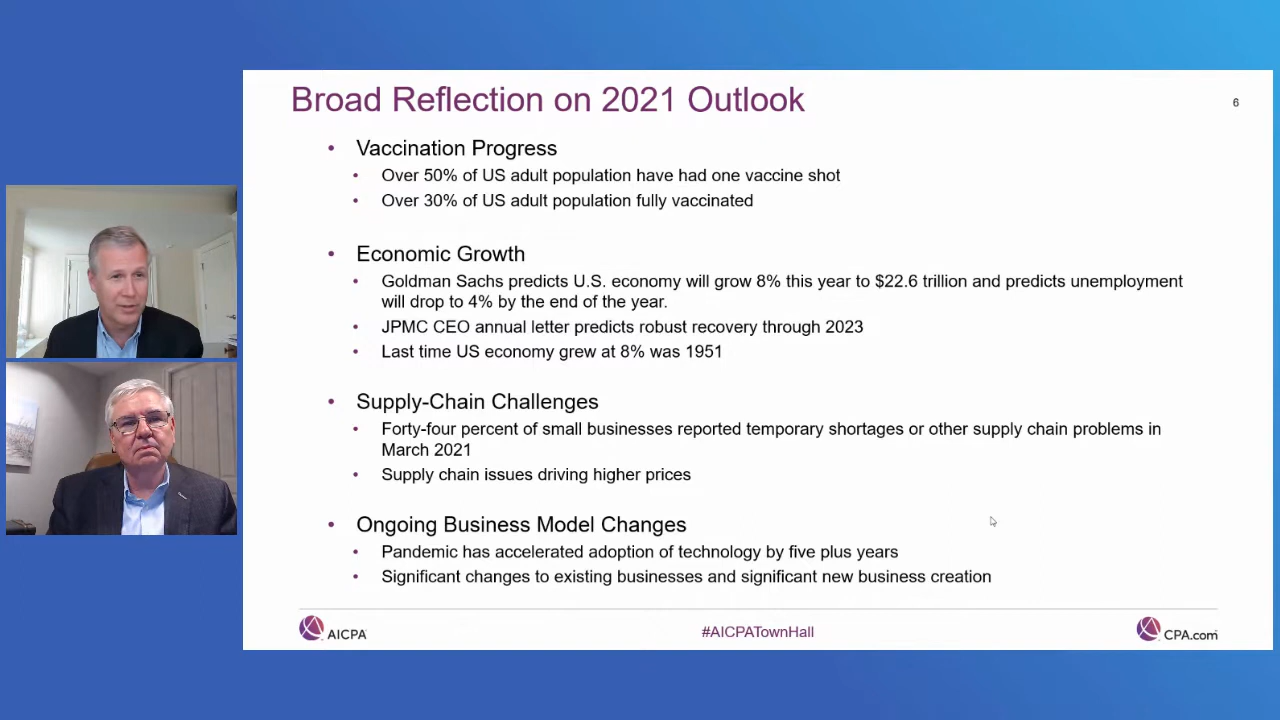 Broad Reflection on 2021 Outlook
6
• Vaccination Progress
• Over 50% of US adult population have had one vaccine shot
• Over 30% of US adult population fully vaccinated
• Economic Growth
• Goldman Sachs predicts U.S. economy will grow 8% this year to $22.6 trillion and predicts unemployment
will drop to 4% by the end of the year.
• JPMC CEO annual letter predicts robust recovery through 2023
• Last time US economy grew at 8% was 1951
• Supply-Chain Challenges
• Forty-four percent of small businesses reported temporary shortages or other supply chain problems in
March 2021
• Supply chain issues driving higher prices
• Ongoing Business Model Changes
• Pandemic has accelerated adoption of technology by five plus years
• Significant changes to existing businesses and significant new business creation
AICPA
#AICPATownHall
CPA.com